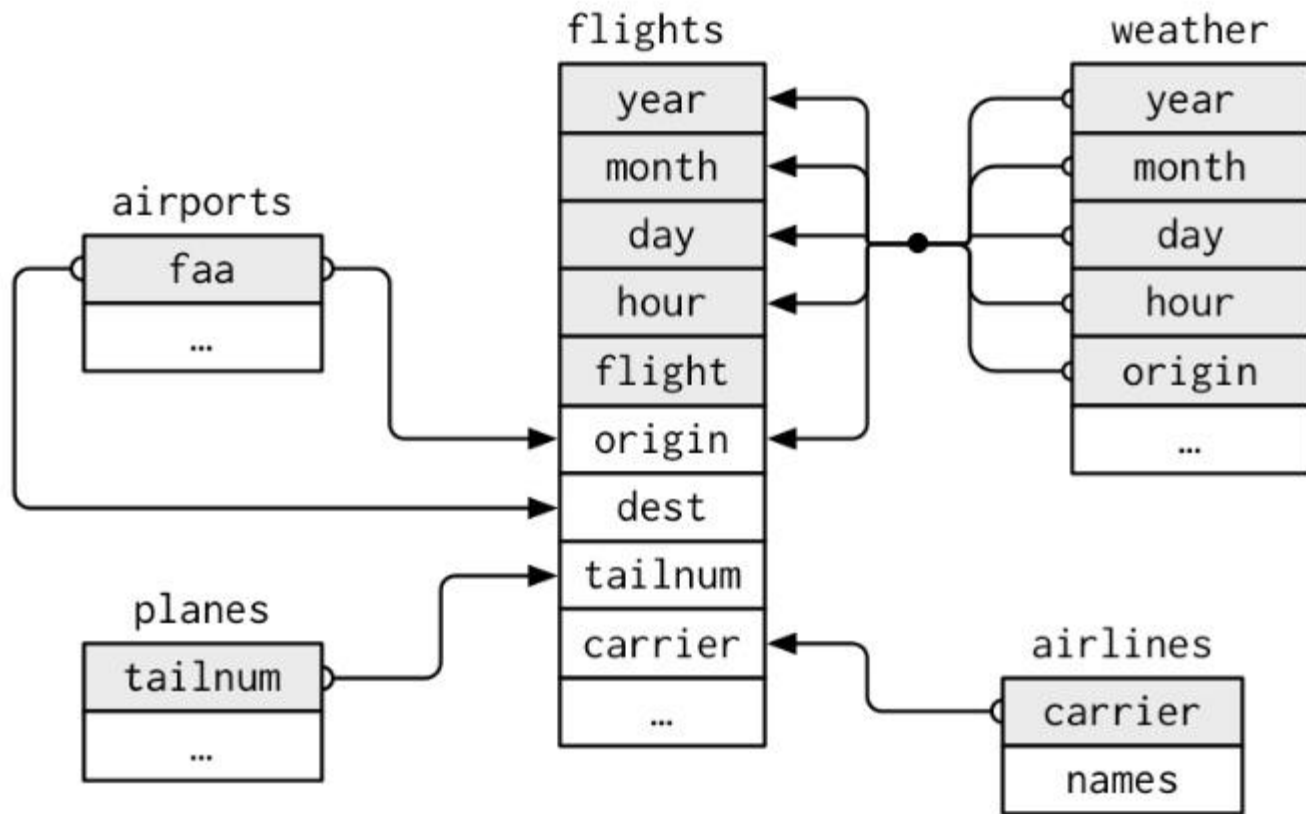 airports
faa
…
planes
tailnum
…
flights
year
month
day
hour
flight
origin
dest
tailnum
carrier
…
weather
year
month
day
hour
origin
…
airlines
carrier
names